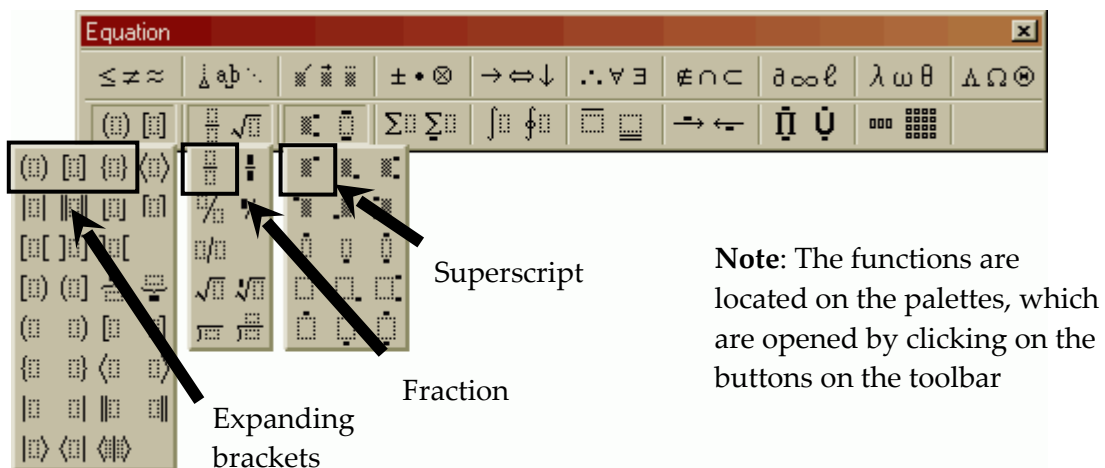 Equation
≤ ≠ ≈ ∴ ∀ ∃ ∉ ∩ ⊂ ∂ ∞ ℓ λ ω θ Λ Ω ⊛
Superscript
Note: The functions are
located on the palettes, which
are opened by clicking on the
buttons on the toolbar
Fraction
Expanding
brackets